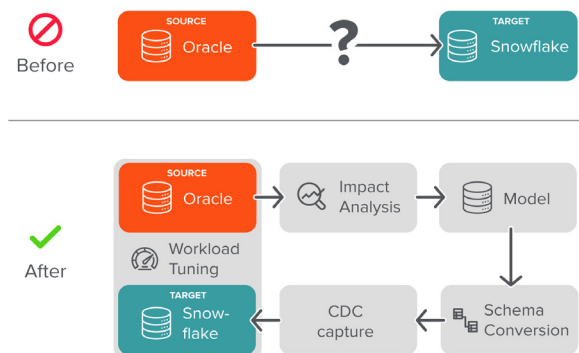 Before
SOURCE
Oracle
?
TARGET
Snowflake
After
SOURCE
Oracle
Impact
Analysis
Model
Workload
Tuning
TARGET
Snow-
flake
CDC
capture
Schema
Conversion